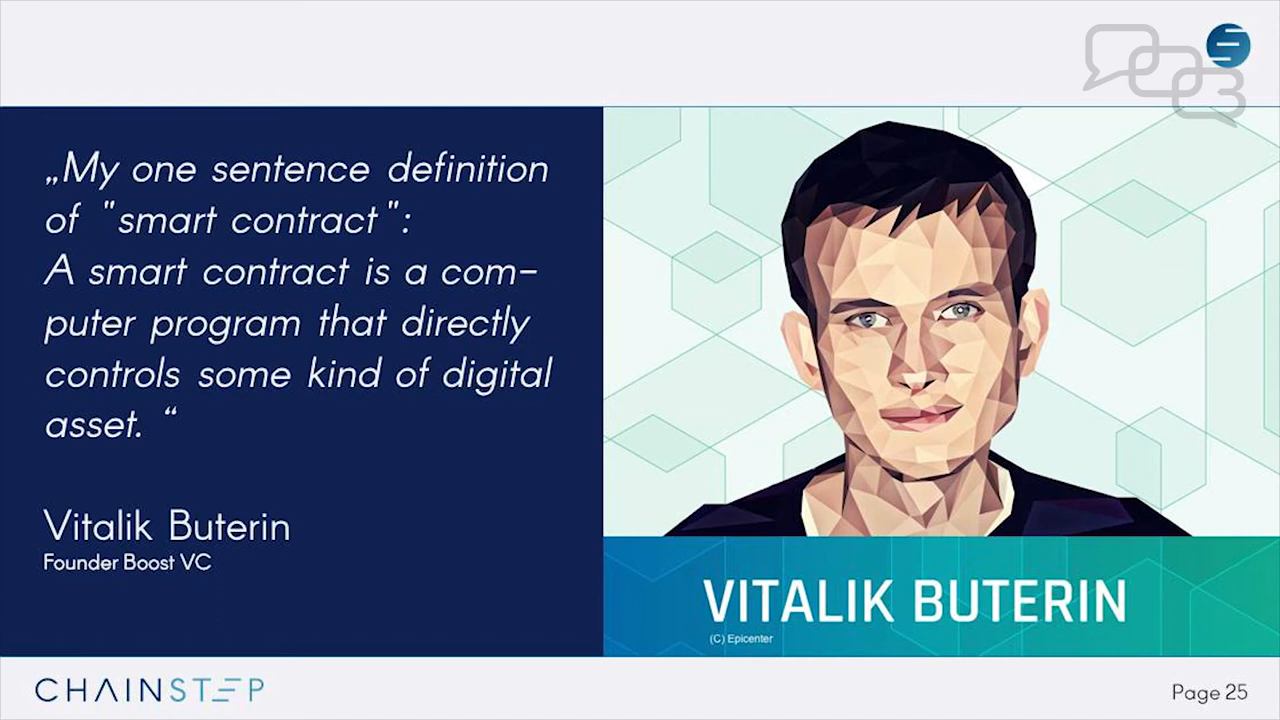 „My one sentence definition
of "smart contract":
A smart contract is a com-
puter program that directly
controls some kind of digital
asset. “
Vitalik Buterin
Founder Boost VC
VITALIK BUTERIN
(C) Epicenter
CHAINSTEP
Page 25